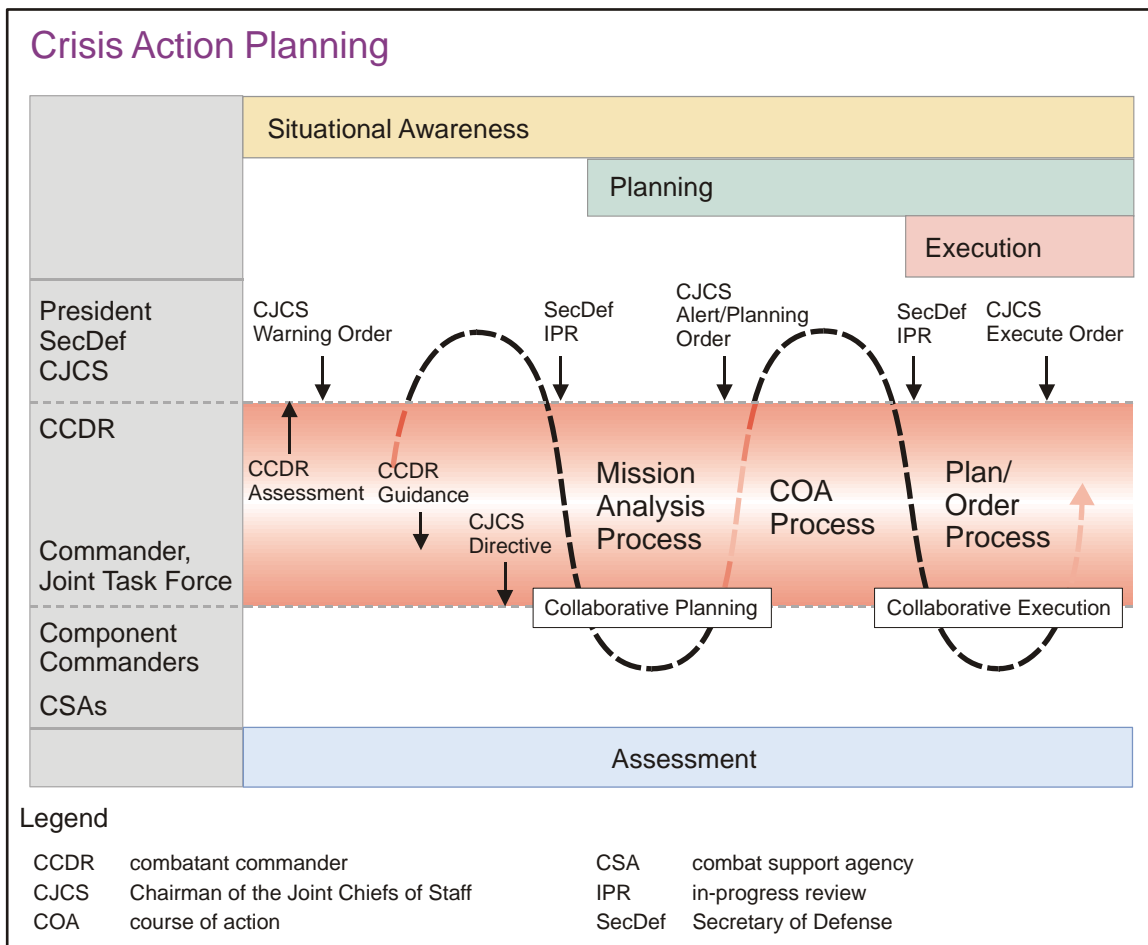 Crisis Action Planning
Situational Awareness
Planning
Execution
President
SecDef
CJCS
CJCS
Warning Order
SecDef
IPR
CJCS
Alert/Planning
Order
SecDef
IPR
CJCS
Execute Order
CCDR
CCDR
Assessment
CCDR
Guidance
CJCS
Directive
Mission
Analysis
Process
COA
Process
Plan/
Order
Process
Commander,
Joint Task Force
Collaborative Planning
Collaborative Execution
Component
Commanders
CSAs
Assessment
Legend
CCDR combatant commander
CJCS Chairman of the Joint Chiefs of Staff
COA course of action
CSA combat support agency
IPR in-progress review
SecDef Secretary of Defense